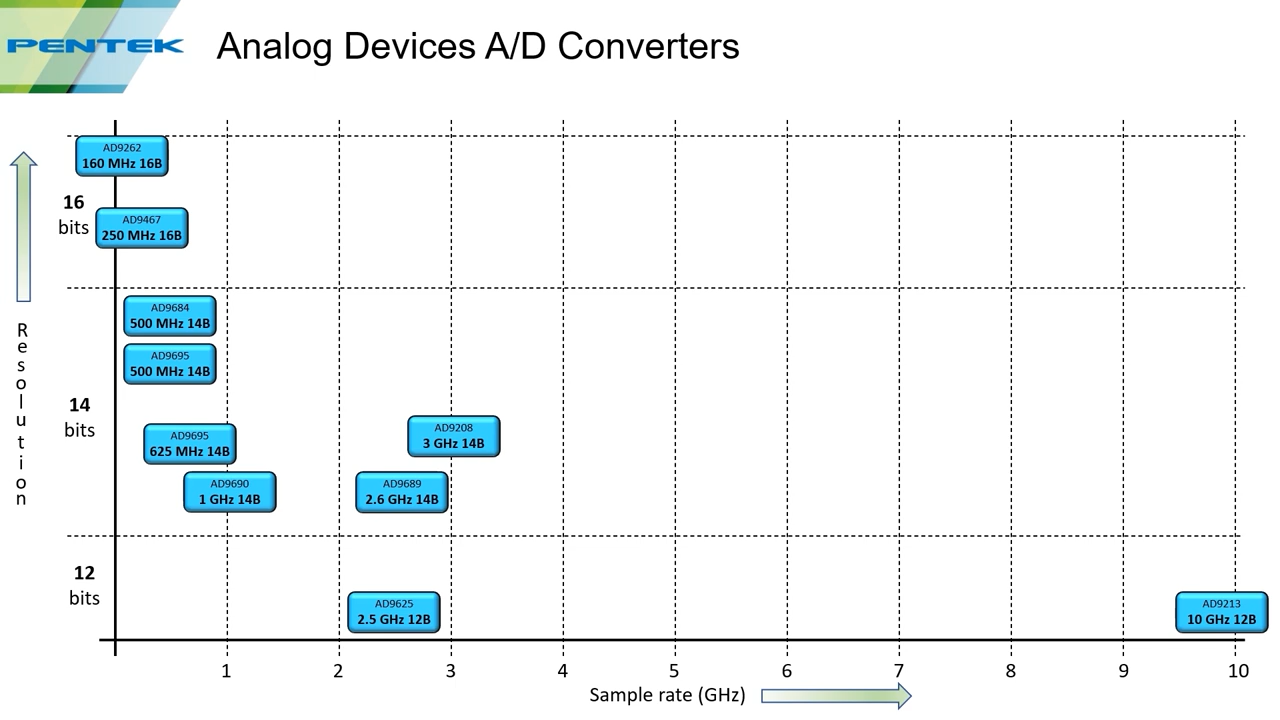 PENTEK
Analog Devices A/D Converters
AD9262
160 MHz 16B
16
bits
AD9467
250 MHz 16B
AD9684
500 MHz 14B
AD9695
500 MHz 14B
14
bits
AD9695
625 MHz 14B
AD9208
3 GHz 14B
AD9690
1 GHz 14B
AD9689
2.6 GHz 14B
Resolution
12
bits
AD9625
2.5 GHz 12B
AD9213
10 GHz 12B
1 2 3 4 5 6 7 8 9 10
Sample rate (GHz)